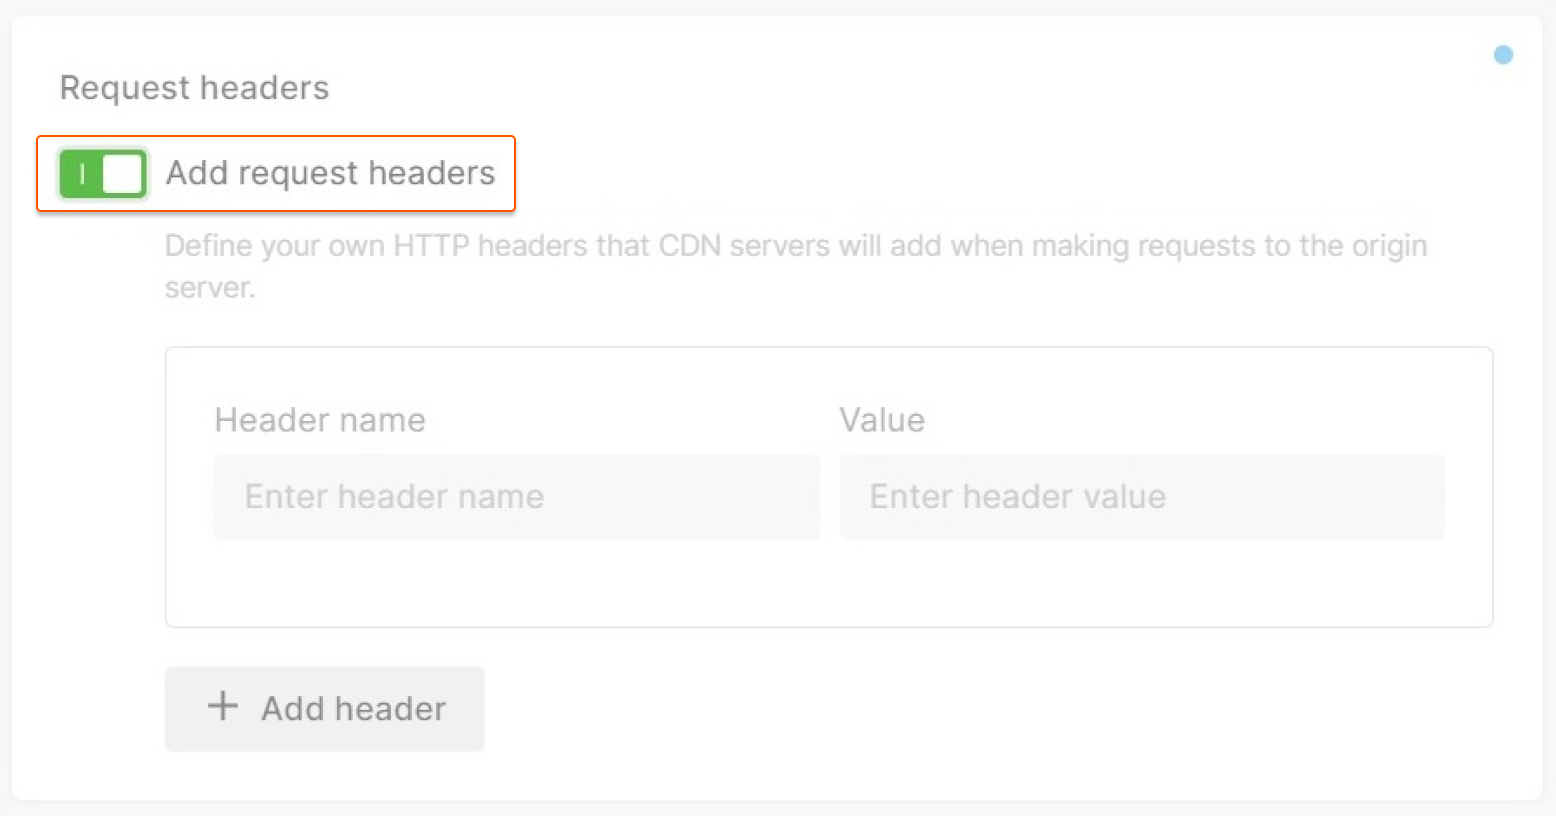 Request headers
Add request headers
Define your own HTTP headers that CDN servers will add when making requests to the origin
server.
Header name
Value
Enter header name
Enter header value
Add header